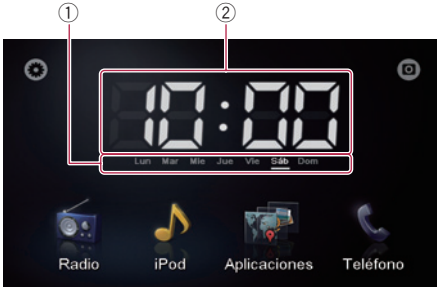 ① ②
10:00
Lun Mar Mie Jue Vie Sáb Dom
Radio iPod Aplicaciones Teléfono